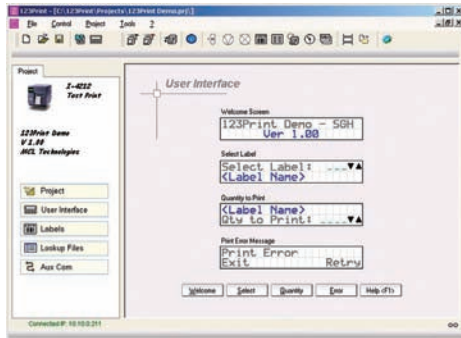 123Print - [C:\123Print\Projects\123Print Demo.prj\]
File Control Project Tools ?
Project
I-4212
Test Print
123Print Demo
V 1.00
MCL Technologies
Project
User Interface
Labels
Lookup Files
Aux Com
User Interface
Welcome Screen
123Print Demo - SGH
Ver 1.00
Select Label
Select Label: ___▼▲
<Label Name>
Quantity to Print
<Label Name>
Qty to Print: ___▼▲
Print Error Message
Print Error
Exit Retry
Welcome Select Quantity Error Help <F1>
Connected IP: 10.10.0.211